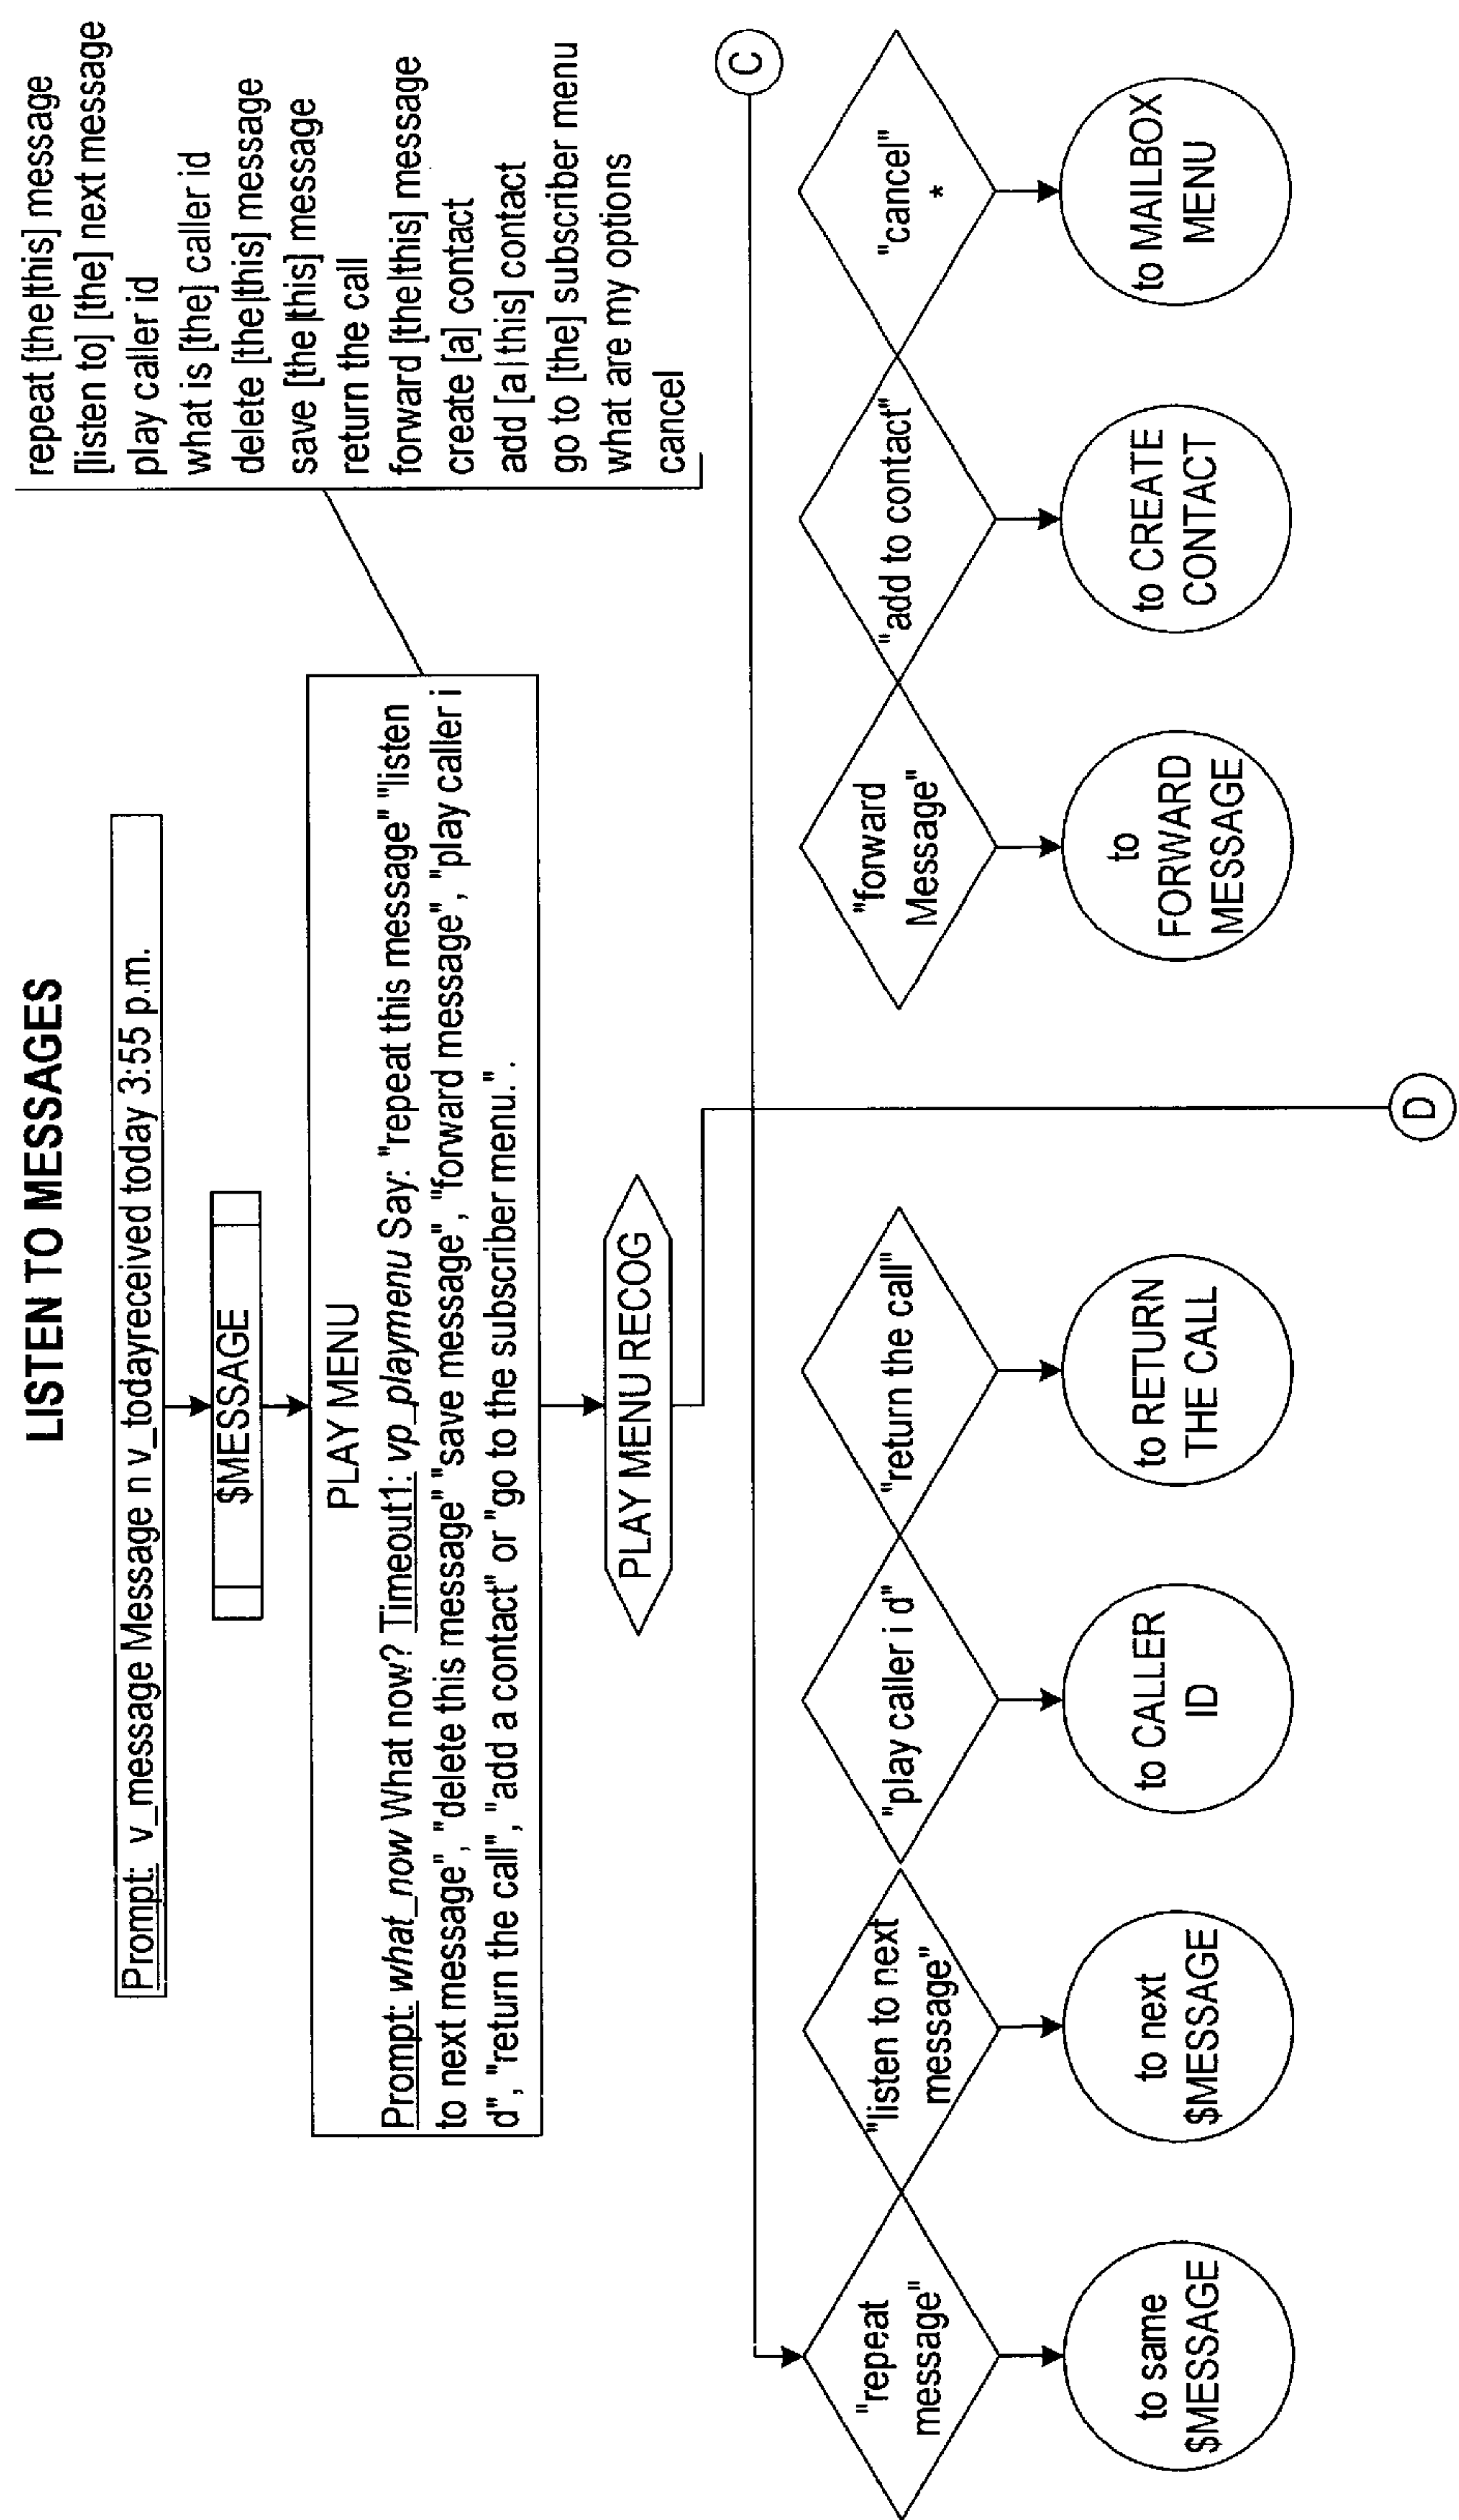 LISTEN TO MESSAGES
Prompt: v_message Message n v_todayreceived today 3:55 p.m.
$MESSAGE
PLAY MENU
Prompt: what_now What now? Timeout1: vp_playmenu Say: "repeat this message" "listen
to next message", "delete this message" "save message", "forward message", "play caller i
d", "return the call", "add a contact" or "go to the subscriber menu.".
PLAY MENU RECOG
repeat [the|this] message
[listen to] [the] next message
play caller id
what is [the] caller id
delete [the|this] message
save [the|this] message
return the call
forward [the|this] message
create [a] contact
add [a|this] contact
go to [the] subscriber menu
what are my options
cancel
C
"repeat
message"
"listen to next
message"
"play caller i d"
"return the call"
"forward
Message"
"add to contact"
"cancel"
*
to same
$MESSAGE
to next
$MESSAGE
to CALLER
ID
to RETURN
THE CALL
to
FORWARD
MESSAGE
to CREATE
CONTACT
to MAILBOX
MENU
D